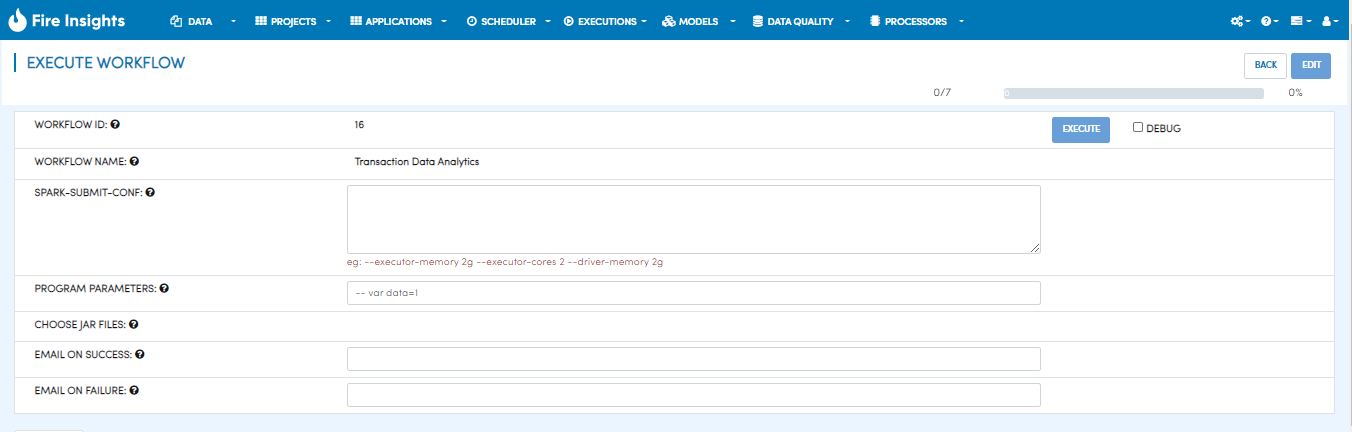 Fire Insights DATA PROJECTS APPLICATIONS SCHEDULER EXECUTIONS MODELS DATA QUALITY PROCESSORS
EXECUTE WORKFLOW
BACK EDIT
0/7 0 0%
WORKFLOW ID: 16 EXECUTE DEBUG
WORKFLOW NAME: Transaction Data Analytics
SPARK-SUBMIT-CONF:
eg: --executor-memory 2g --executor-cores 2 --driver-memory 2g
PROGRAM PARAMETERS: -- var data=1
CHOOSE JAR FILES:
EMAIL ON SUCCESS:
EMAIL ON FAILURE: